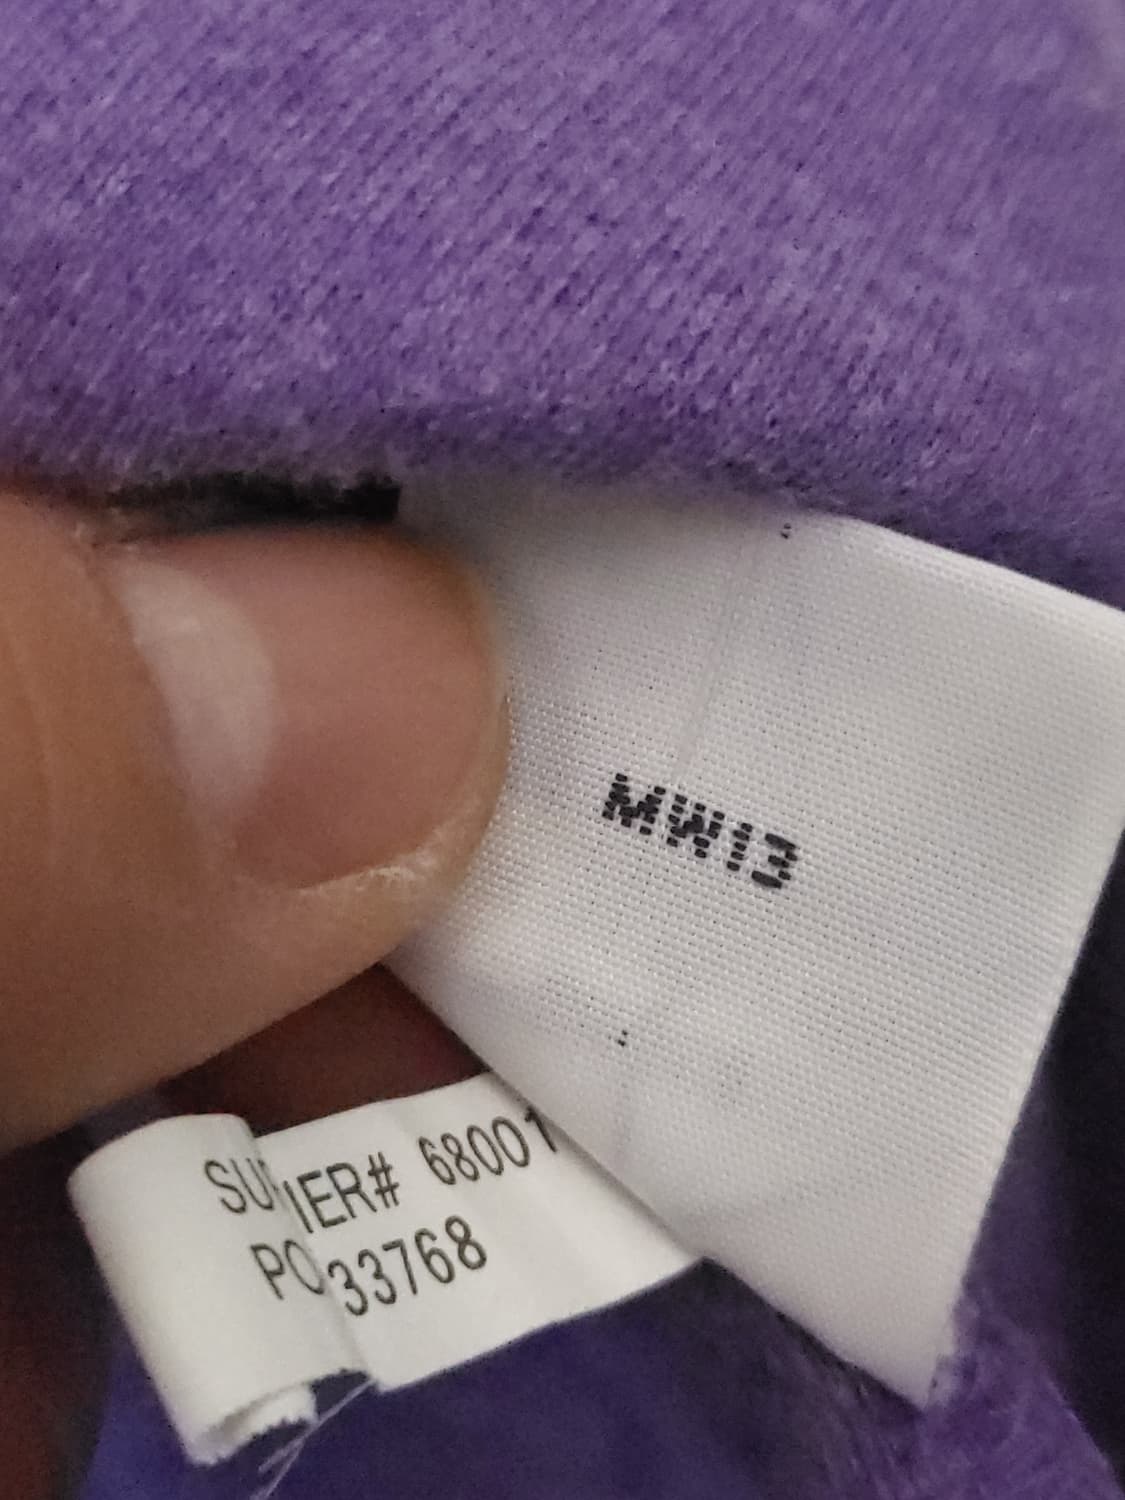 MW13
SU IER# 68001
PO 33768